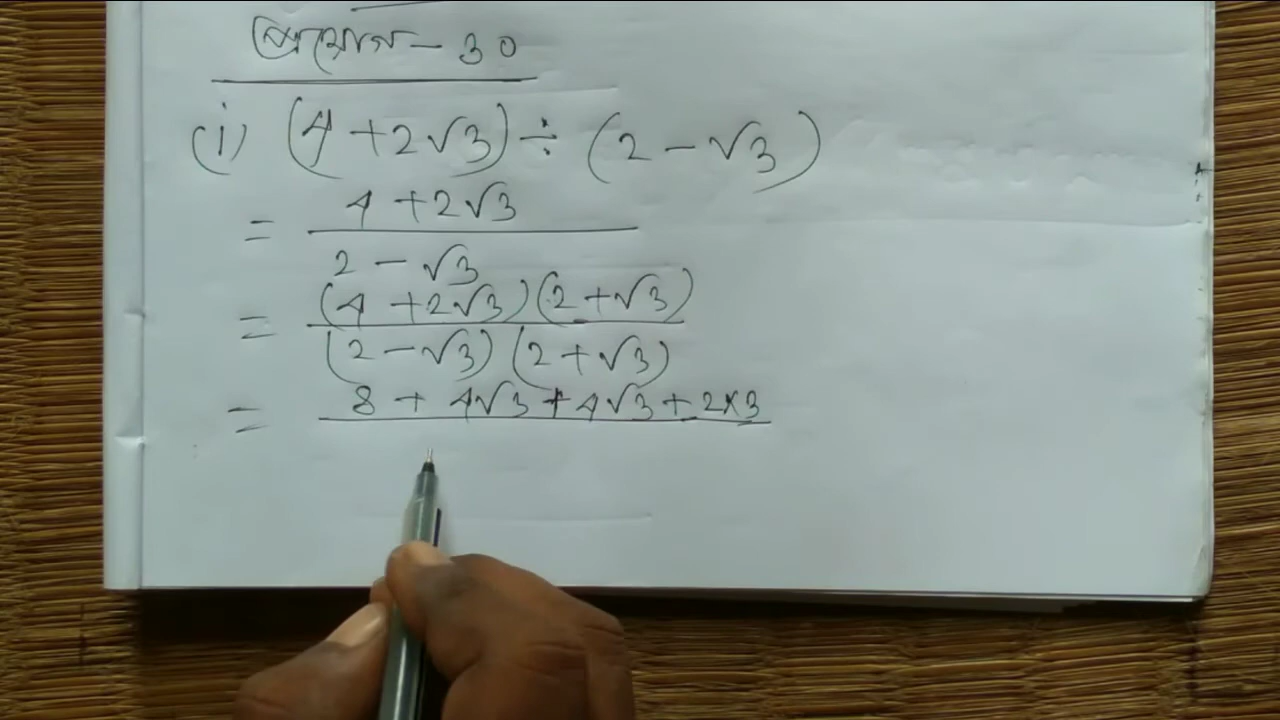 প্রয়োগ - 30
(i) (4 + 2√3) ÷ (2 - √3)
= 4 + 2√3
2 - √3
= (4 + 2√3)(2 + √3)
(2 - √3)(2 + √3)
= 8 + 4√3 + 4√3 + 2×3